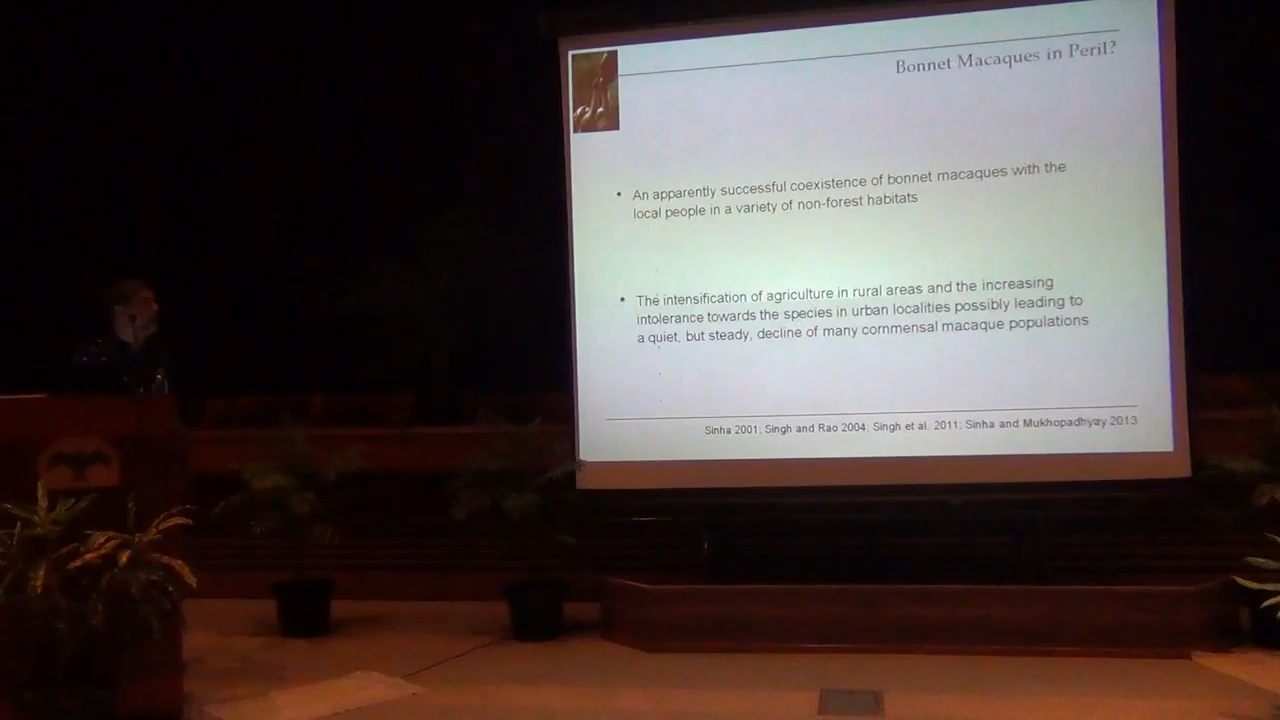 Bonnet Macaques in Peril?
• An apparently successful coexistence of bonnet macaques with the
local people in a variety of non-forest habitats
• The intensification of agriculture in rural areas and the increasing
intolerance towards the species in urban localities possibly leading to
a quiet, but steady, decline of many commensal macaque populations
Sinha 2001; Singh and Rao 2004; Singh et al. 2011; Sinha and Mukhopadhyay 2013